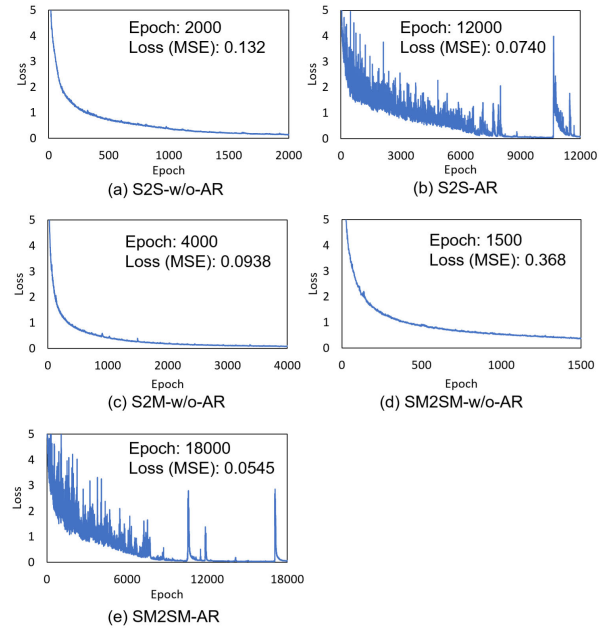 Epoch: 2000
Loss (MSE): 0.132
Loss
5
4
3
2
1
0
0 500 1000 1500 2000
Epoch
(a) S2S-w/o-AR
Epoch: 12000
Loss (MSE): 0.0740
Loss
5
4
3
2
1
0
0 3000 6000 9000 12000
Epoch
(b) S2S-AR
Epoch: 4000
Loss (MSE): 0.0938
Loss
5
4
3
2
1
0
0 1000 2000 3000 4000
Epoch
(c) S2M-w/o-AR
Epoch: 1500
Loss (MSE): 0.368
Loss
5
4
3
2
1
0
0 500 1000 1500
Epoch
(d) SM2SM-w/o-AR
Epoch: 18000
Loss (MSE): 0.0545
Loss
5
4
3
2
1
0
0 6000 12000 18000
Epoch
(e) SM2SM-AR